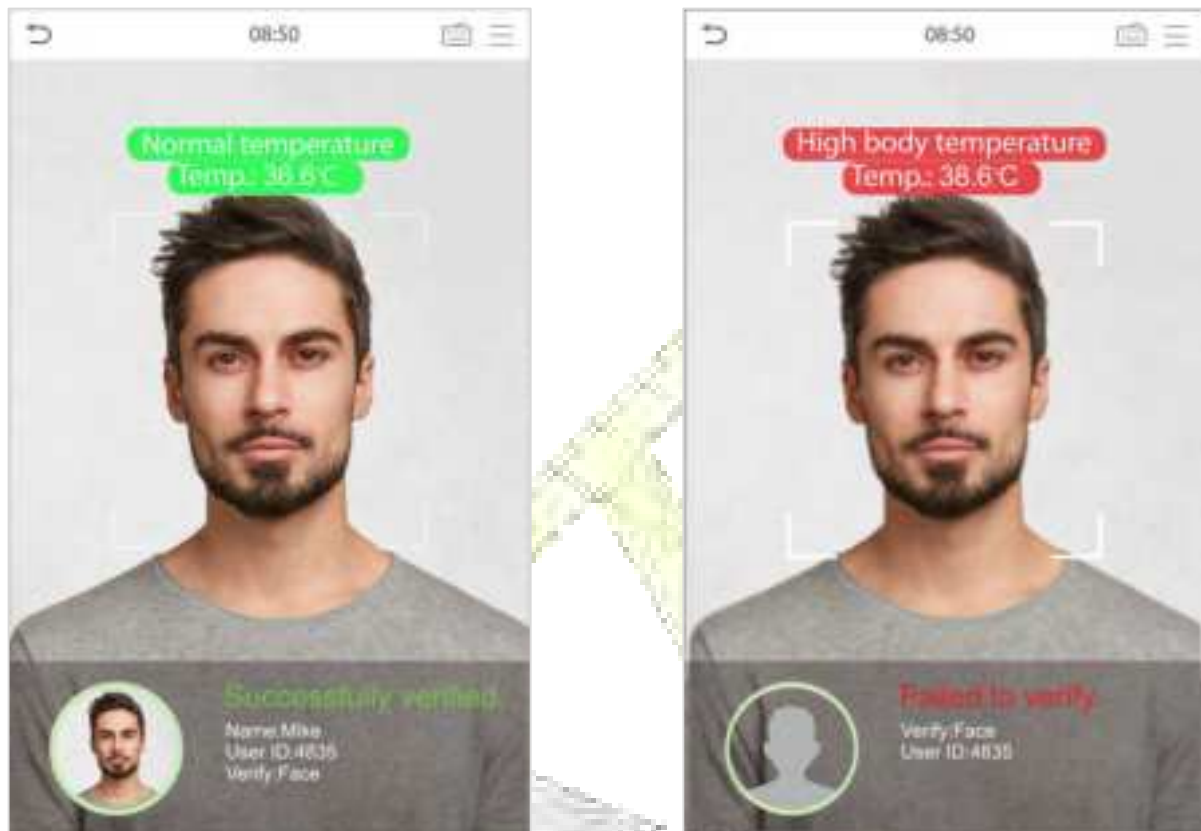 08:50
Normal temperature
Temp.: 36.6°C
Successfully verified.
Name:Mike
User ID:4835
Verify:Face
08:50
High body temperature
Temp.: 38.6°C
Failed to verify.
Verify:Face
User ID:4835